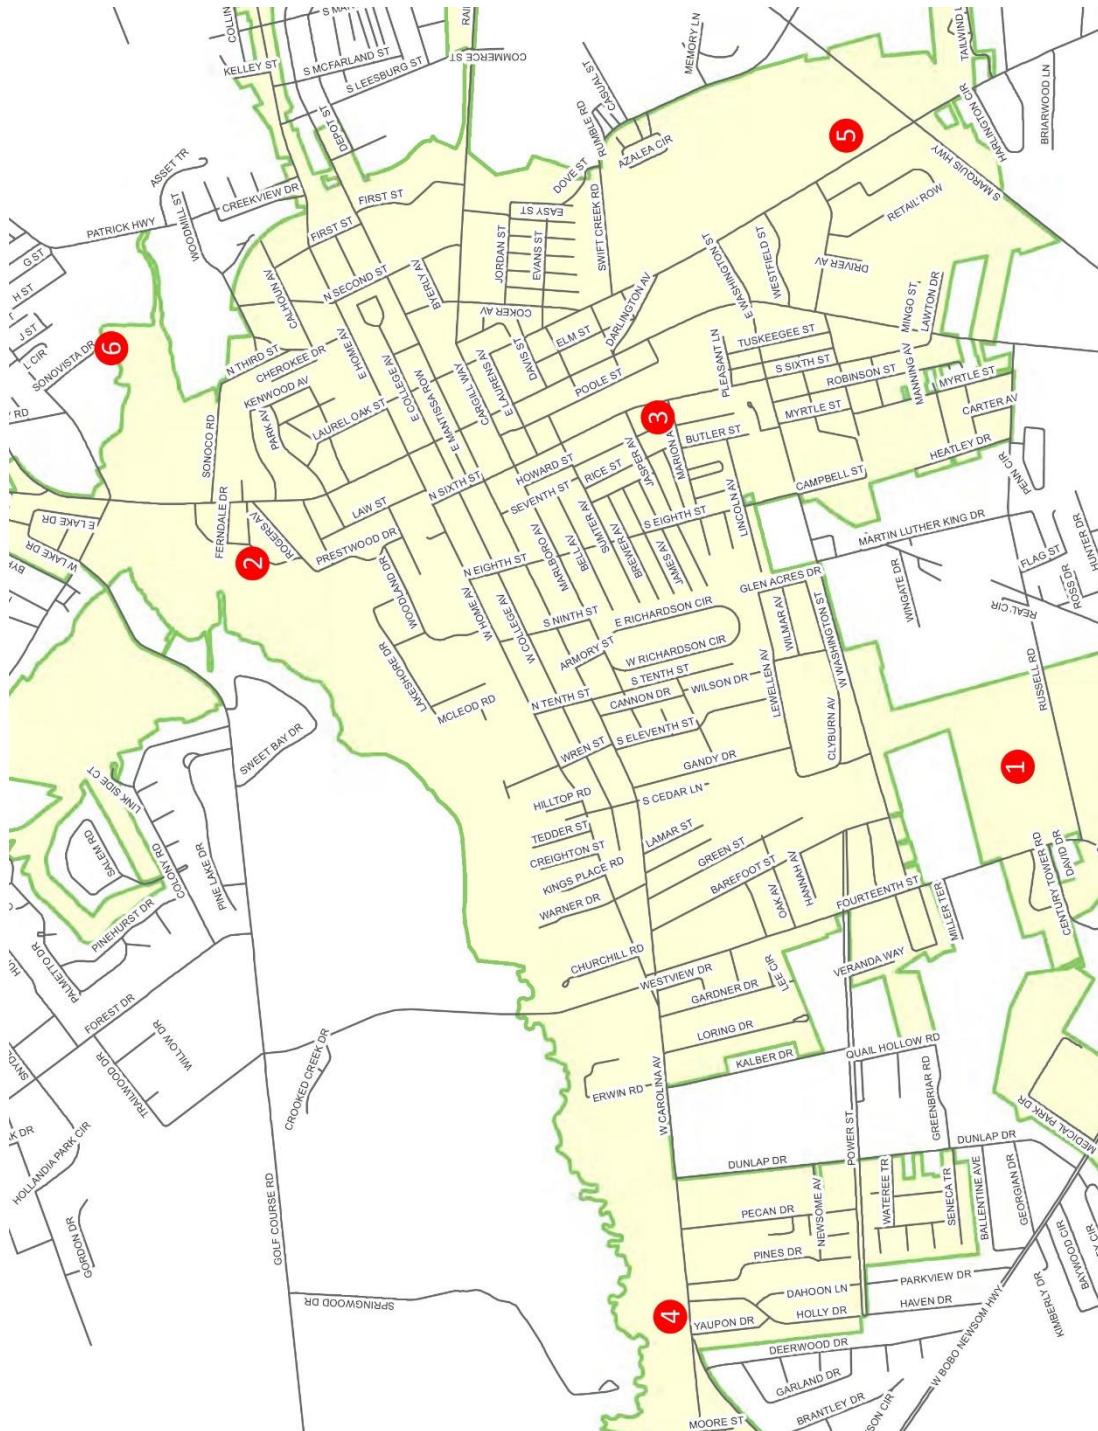 COLLIN
S MA
RAI
KELLEY ST
S MCFARLAND ST
S LEESBURG ST
COMMERCE ST
MEMORY LN
TAILWIND L
DEPOT ST
CASUAL ST
RUMBLE RD
AZALEA CIR
5
HARLINGTON CIR
BRIARWOOD LN
ASSET TR
WOODMILL ST
CREEKVIEW DR
PATRICK HWY
G ST
H ST
J ST
L CIR
SONOVISTA DR
6
Y RD
FIRST ST
FIRST ST
DOVE ST
EASY ST
SWIFT CREEK RD
S MARQUIS HWY
RETAIL ROW
CALHOUN AV
N SECOND ST
BYERLY AV
JORDAN ST
EVANS ST
COKER AV
E WASHINGTON ST
WESTFIELD ST
DRIVER AV
N THIRD ST
CHEROKEE DR
E HOME AV
E COLLEGE AV
E MANTISSA ROW
CARGILL WAY
E LAURENS AV
DAVIS ST
ELM ST
DARLINGTON AV
POOLE ST
PLEASANT LN
TUSKEEGEE ST
S SIXTH ST
ROBINSON ST
MANNING AV
MINGO ST
LAWTON DR
MYRTLE ST
MYRTLE ST
CARTER AV
KENWOOD AV
PARK AV
LAUREL OAK ST
SONOCO RD
3
JASPER AV
MARION A
BUTLER ST
HEATLEY DR
PENN CIR
CAMPBELL ST
HOWARD ST
RICE ST
N SIXTH ST
SEVENTH ST
LAW ST
FERNDALE DR
ROGERS AV
2
PRESTWOOD DR
E LAKE DR
W LAKE DR
BYP
SUMTER AV
BELL AV
MARLBORO AV
BREWER AV
JAMES AV
S EIGHTH ST
LINCOLN AV
MARTIN LUTHER KING DR
FLAG ST
HUNTER DR
ROSS DR
REAL CIR
WINGATE DR
N EIGHTH ST
WOODLAND DR
W HOME AV
W COLLEGE AV
S NINTH ST
E RICHARDSON CIR
GLEN ACRES DR
WILMAR AV
W WASHINGTON ST
ARMORY ST
W RICHARDSON CIR
LAKESHORE DR
MCLEOD RD
N TENTH ST
S TENTH ST
CANNON DR
WILSON DR
LEWELLEN AV
CLYBURN AV
RUSSELL RD
1
SWEET BAY DR
LINK SIDE CT
WREN ST
S ELEVENTH ST
GANDY DR
HILLTOP RD
S CEDAR LN
TEDDER ST
CREIGHTON ST
KINGS PLACE RD
WARNER DR
LAMAR ST
GREEN ST
BAREFOOT ST
OAK AV
HANNAH AV
FOURTEENTH ST
MILLER TER
CENTURY TOWER RD
DAVID DR
SALEM RD
COLONY RD
PINE LAKE DR
PINEHURST DR
PALMETTO DR
HU
FOREST DR
WILLOW DR
TRAILWOOD DR
SNYD
CHURCHILL RD
WESTVIEW DR
GARDNER DR
LEE CIR
VERANDA WAY
LORING DR
KALBER DR
QUAIL HOLLOW RD
GREENBRIAR RD
MEDICAL PARK DR
CROOKED CREEK DR
ERWIN RD
W CAROLINA AV
POWER ST
DUNLAP DR
DUNLAP DR
K DR
HOLLANDIA PARK CIR
GORDON DR
GOLF COURSE RD
SPRINGWOOD DR
PECAN DR
NEWSOME AV
WATEREE TR
SENECA TR
BALLENTINE AVE
GEORGIAN DR
PINES DR
DAHOON LN
PARKVIEW DR
BAYWOOD CIR
EY CIR
KIMBERLY DR
4
YAUPON DR
HOLLY DR
HAVEN DR
W BOBO NEWSOM HWY
DEERWOOD DR
GARLAND DR
BRANTLEY DR
SON CIR
MOORE ST